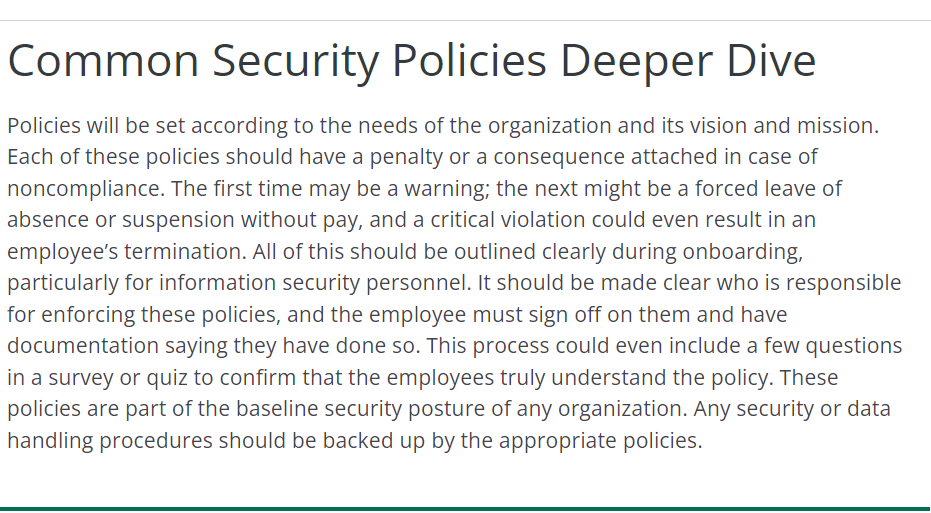 Common Security Policies Deeper Dive
Policies will be set according to the needs of the organization and its vision and mission.
Each of these policies should have a penalty or a consequence attached in case of
noncompliance. The first time may be a warning; the next might be a forced leave of
absence or suspension without pay, and a critical violation could even result in an
employee’s termination. All of this should be outlined clearly during onboarding,
particularly for information security personnel. It should be made clear who is responsible
for enforcing these policies, and the employee must sign off on them and have
documentation saying they have done so. This process could even include a few questions
in a survey or quiz to confirm that the employees truly understand the policy. These
policies are part of the baseline security posture of any organization. Any security or data
handling procedures should be backed up by the appropriate policies.